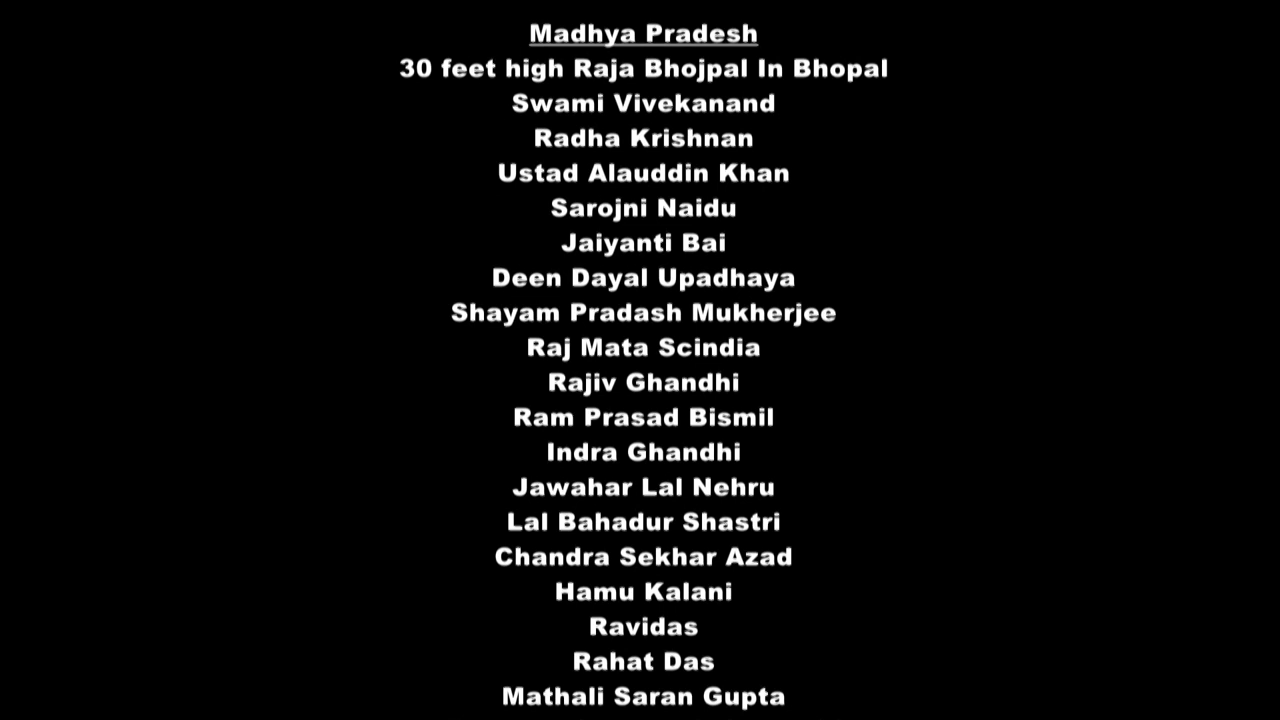 Madhya Pradesh
30 feet high Raja Bhojpal In Bhopal
Swami Vivekanand
Radha Krishnan
Ustad Alauddin Khan
Sarojni Naidu
Jaiyanti Bai
Deen Dayal Upadhaya
Shayam Pradash Mukherjee
Raj Mata Scindia
Rajiv Ghandhi
Ram Prasad Bismil
Indra Ghandhi
Jawahar Lal Nehru
Lal Bahadur Shastri
Chandra Sekhar Azad
Hamu Kalani
Ravidas
Rahat Das
Mathali Saran Gupta